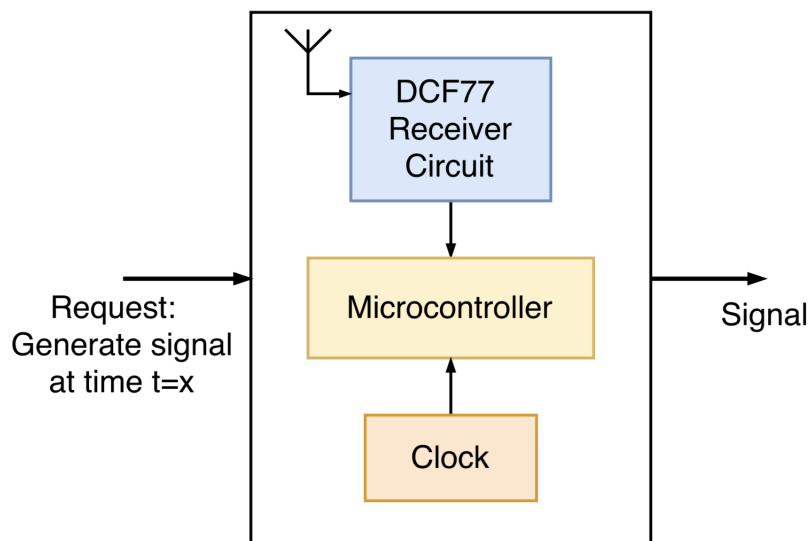 DCF77
Receiver
Circuit
Microcontroller
Clock
Request:
Generate signal
at time t=x
Signal